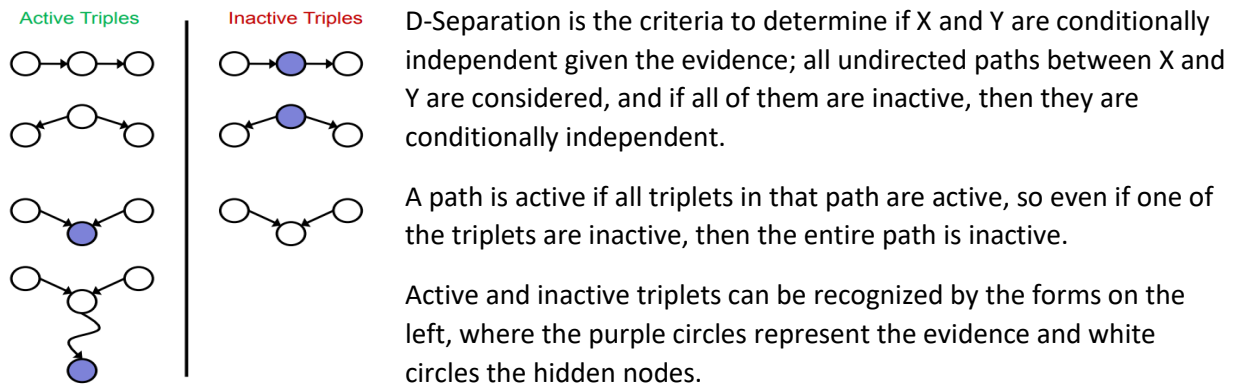 Active Triples
Inactive Triples
D-Separation is the criteria to determine if X and Y are conditionally
independent given the evidence; all undirected paths between X and
Y are considered, and if all of them are inactive, then they are
conditionally independent.
A path is active if all triplets in that path are active, so even if one of
the triplets are inactive, then the entire path is inactive.
Active and inactive triplets can be recognized by the forms on the
left, where the purple circles represent the evidence and white
circles the hidden nodes.